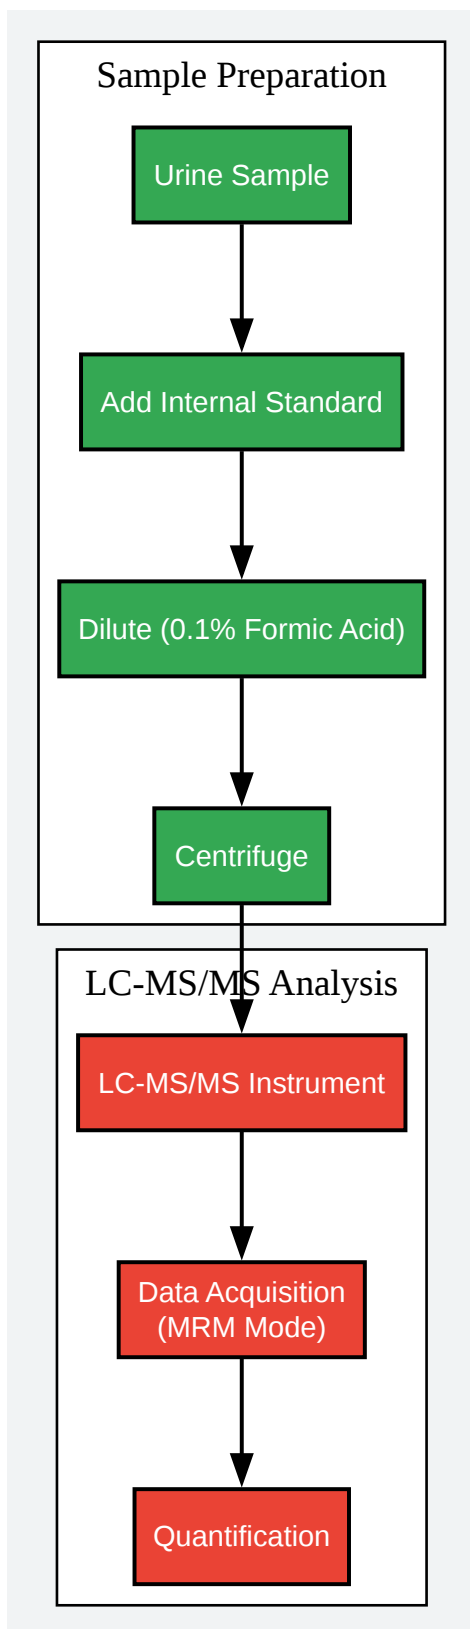 Sample Preparation
Urine Sample
Add Internal Standard
Dilute (0.1% Formic Acid)
Centrifuge
LC-MS/MS Analysis
LC-MS/MS Instrument
Data Acquisition
(MRM Mode)
Quantification